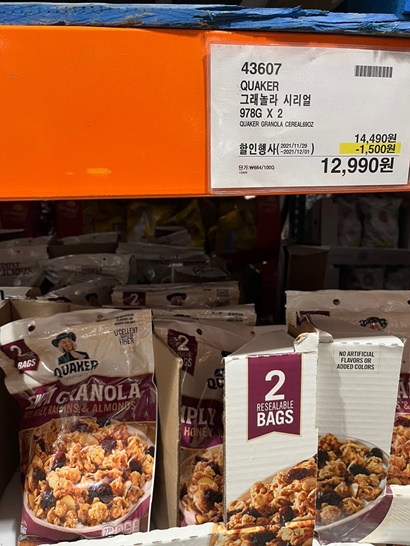 43607
QUAKER
그래놀라 시리얼
978G X 2
QUAKER GRANOLA CEREAL69OZ
14,490원
할인행사 (2021/11/29 ~2021/12/01) -1,500원
단가:₩664/100G
12,990원
2 BAGS
QUAKER
EXCELLENT
FIBER
GRANOLA
HONEY, RAISINS, & ALMONDS
2 BAGS
HONEY
2
RESEALABLE
BAGS
NO ARTIFICIAL
FLAVORS OR
ADDED COLORS
2